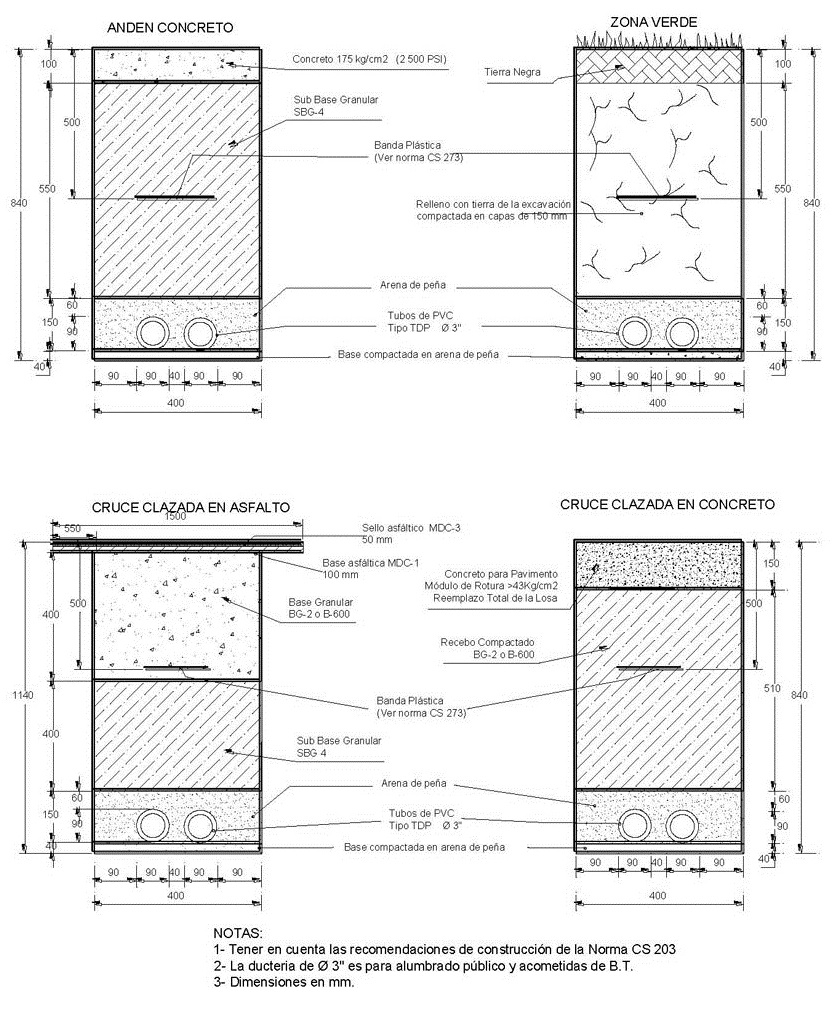 ANDEN CONCRETO
100
500
550
840
60
150
90
40
90
90
40
90
90
400
Concreto 175 kg/cm2 (2 500 PSI)
Sub Base Granular
SBG-4
Banda Plástica
(Ver norma CS 273)
Relleno con tierra de la excavación
compactada en capas de 150 mm
Arena de peña
Tubos de PVC
Tipo TDP Ø 3"
Base compactada en arena de peña
ZONA VERDE
Tierra Negra
100
500
550
840
60
150
90
40
90
90
40
90
90
400
CRUCE CLAZADA EN ASFALTO
1500
550
400
500
1140
400
60
150
90
40
90
90
40
90
90
400
Sello asfáltico MDC-3
50 mm
Base asfáltica MDC-1
100 mm
Base Granular
BG-2 o B-600
Banda Plástica
(Ver norma CS 273)
Sub Base Granular
SBG 4
Arena de peña
Tubos de PVC
Tipo TDP Ø 3"
Base compactada en arena de peña
CRUCE CLAZADA EN CONCRETO
Concreto para Pavimento
Módulo de Rotura >43Kg/cm2
Reemplazo Total de la Losa
Recebo Compactado
BG-2 o B-600
150
500
510
840
60
90
40
90
90
40
90
90
400
NOTAS:
1- Tener en cuenta las recomendaciones de construcción de la Norma CS 203
2- La ducteria de Ø 3" es para alumbrado público y acometidas de B.T.
3- Dimensiones en mm.